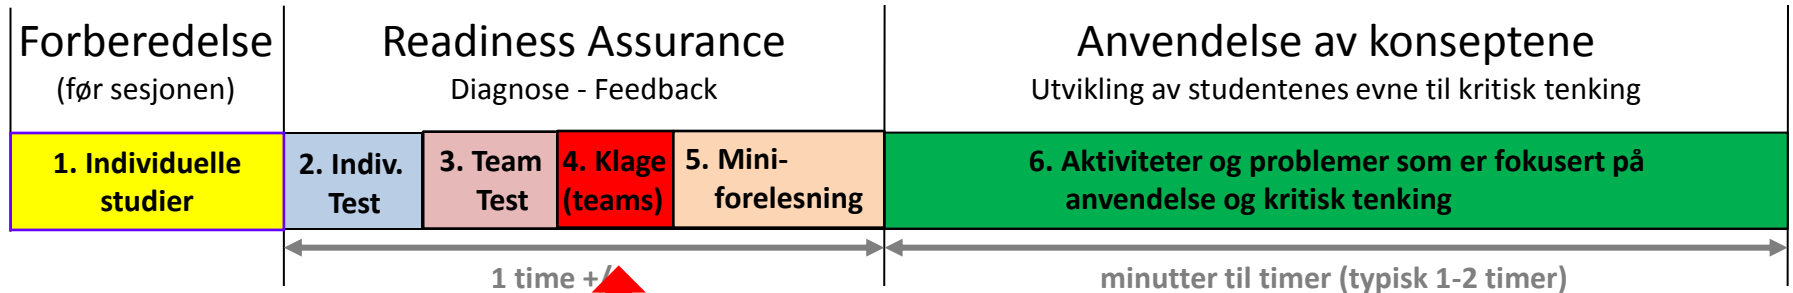 Forberedelse
(før sesjonen)
Readiness Assurance
Diagnose - Feedback
Anvendelse av konseptene
Utvikling av studentenes evne til kritisk tenking
1. Individuelle
studier
2. Indiv.
Test
3. Team
Test
4. Klage
(teams)
5. Mini-
forelesning
6. Aktiviteter og problemer som er fokusert på
anvendelse og kritisk tenking
1 time +/
minutter til timer (typisk 1-2 timer)